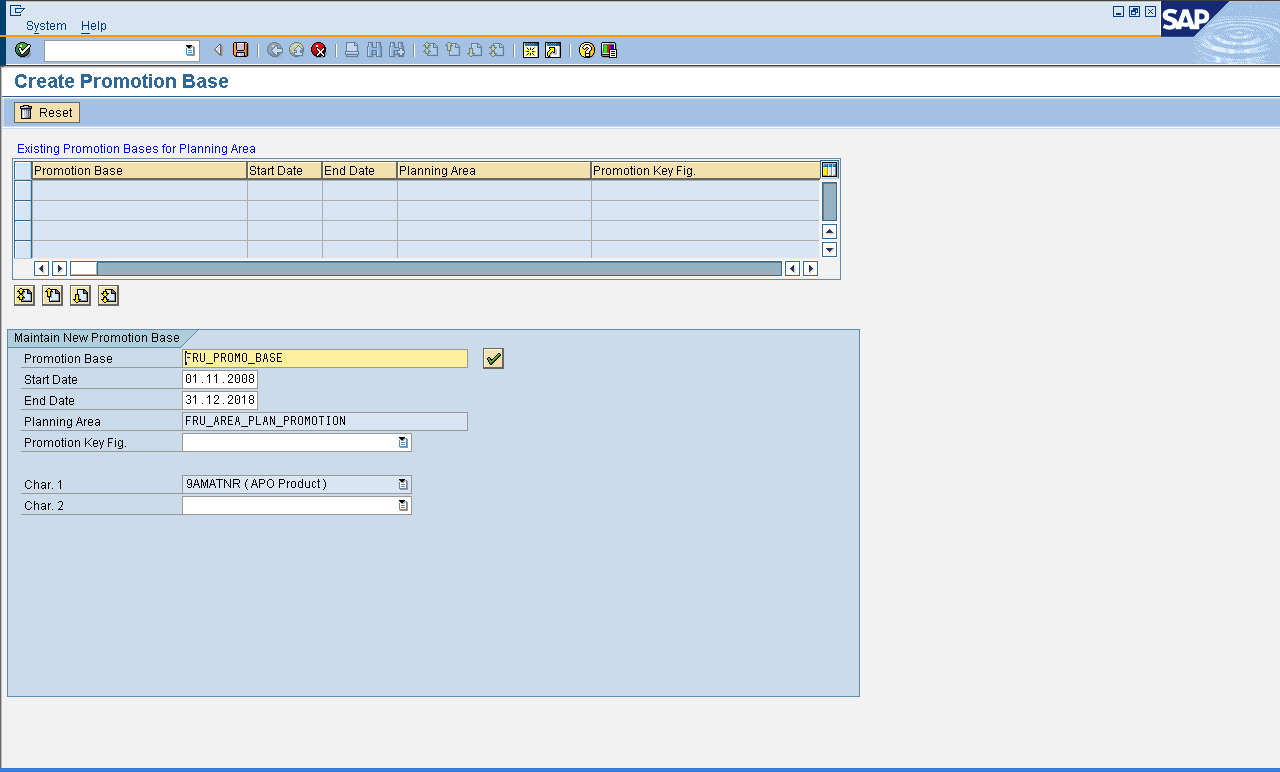 System Help
SAP
Create Promotion Base
Reset
Existing Promotion Bases for Planning Area
Promotion Base Start Date End Date Planning Area Promotion Key Fig.
Maintain New Promotion Base
Promotion Base FRU_PROMO_BASE
Start Date 01.11.2008
End Date 31.12.2018
Planning Area FRU_AREA_PLAN_PROMOTION
Promotion Key Fig.
Char. 1 9AMATNR ( APO Product )
Char. 2